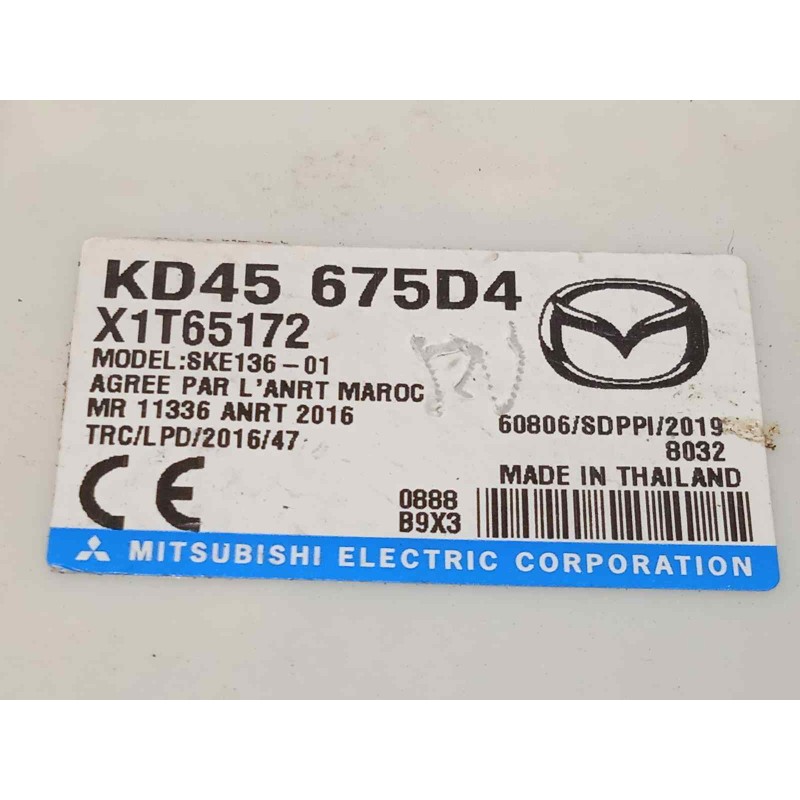 KD45 675D4
X1T65172
MODEL:SKE136-01
AGREE PAR L'ANRT MAROC
MR 11336 ANRT 2016
TRC/LPD/2016/47
60806/SDPPI/2019
8032
MADE IN THAILAND
CE
0888
B9X3
MITSUBISHI ELECTRIC CORPORATION